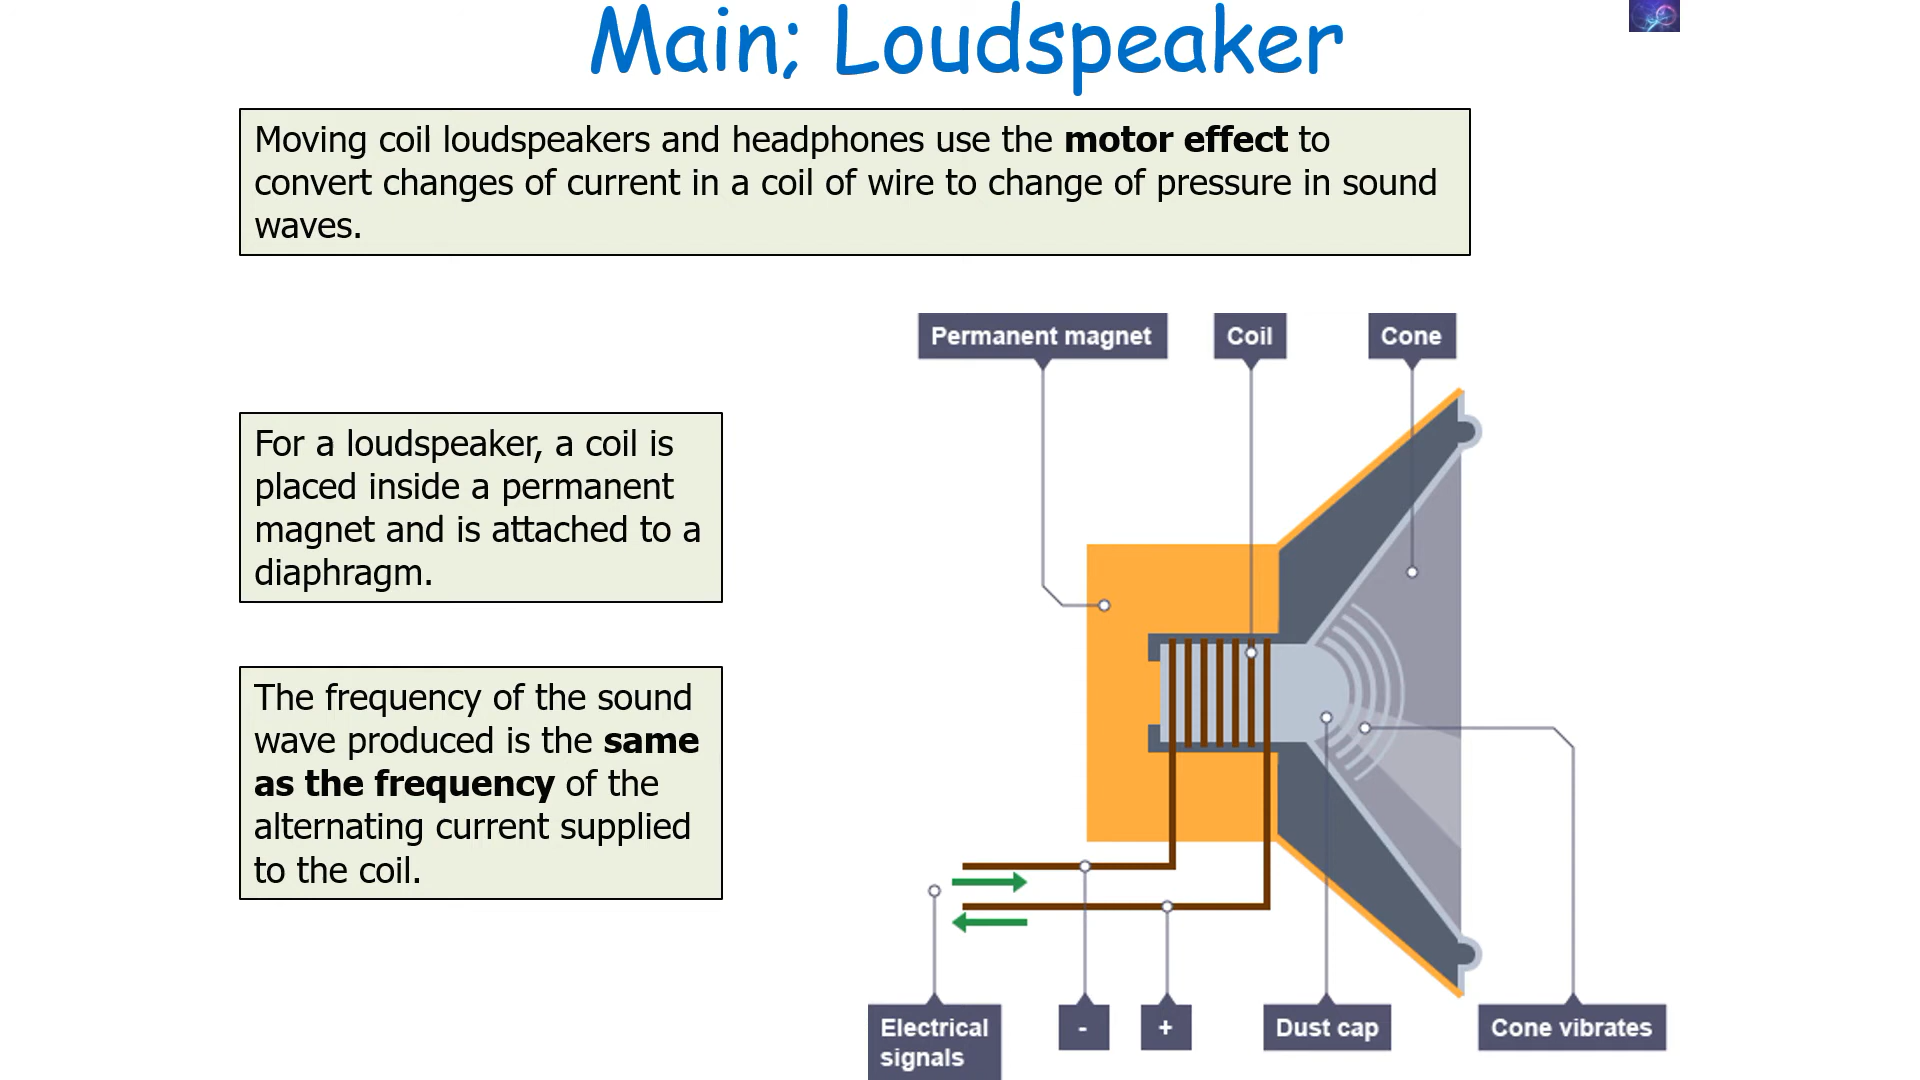 Main; Loudspeaker
Moving coil loudspeakers and headphones use the motor effect to
convert changes of current in a coil of wire to change of pressure in sound
waves.
Permanent magnet
Coil
Cone
For a loudspeaker, a coil is
placed inside a permanent
magnet and is attached to a
diaphragm.
The frequency of the sound
wave produced is the same
as the frequency of the
alternating current supplied
to the coil.
Electrical
signals
-
+
Dust cap
Cone vibrates